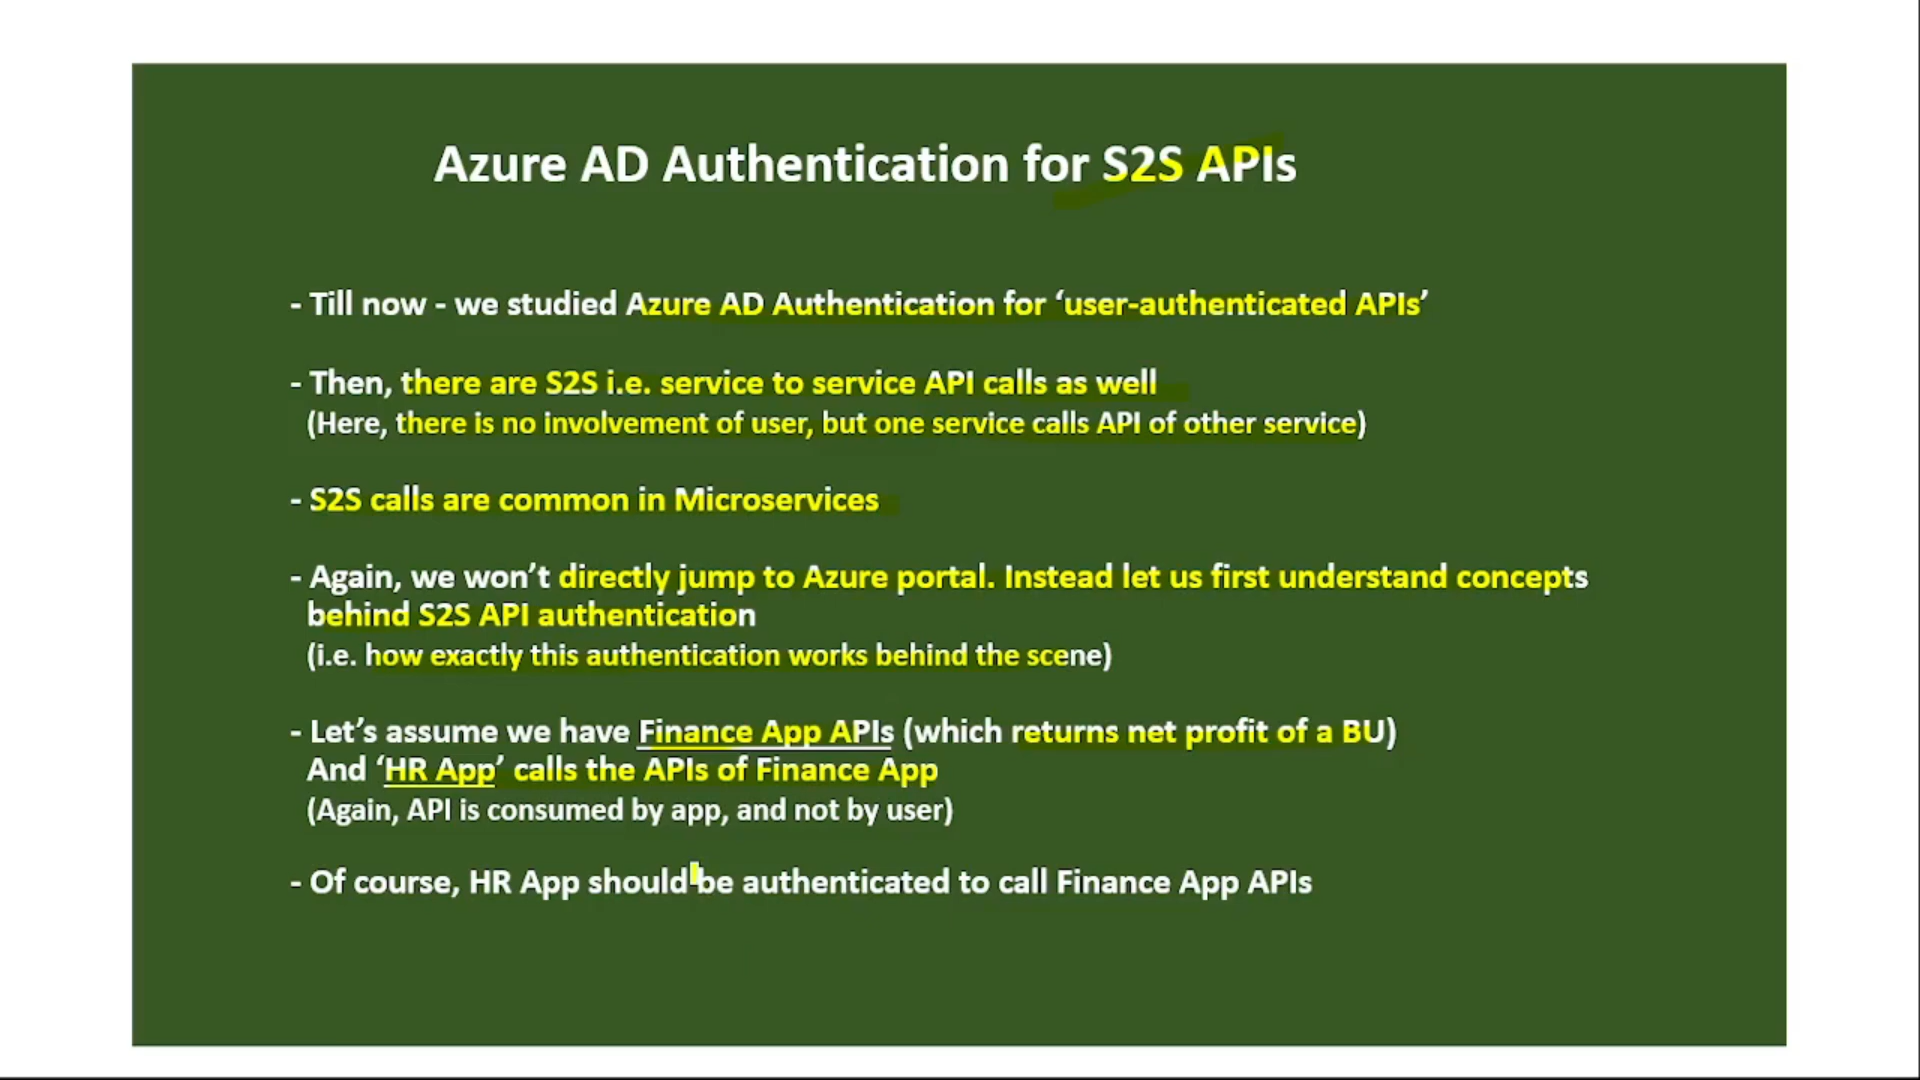 Azure AD Authentication for S2S APIs
- Till now - we studied Azure AD Authentication for ‘user-authenticated APIs’
- Then, there are S2S i.e. service to service API calls as well
(Here, there is no involvement of user, but one service calls API of other service)
- S2S calls are common in Microservices
- Again, we won’t directly jump to Azure portal. Instead let us first understand concepts
behind S2S API authentication
(i.e. how exactly this authentication works behind the scene)
- Let’s assume we have Finance App APIs (which returns net profit of a BU)
And ‘HR App’ calls the APIs of Finance App
(Again, API is consumed by app, and not by user)
- Of course, HR App should be authenticated to call Finance App APIs